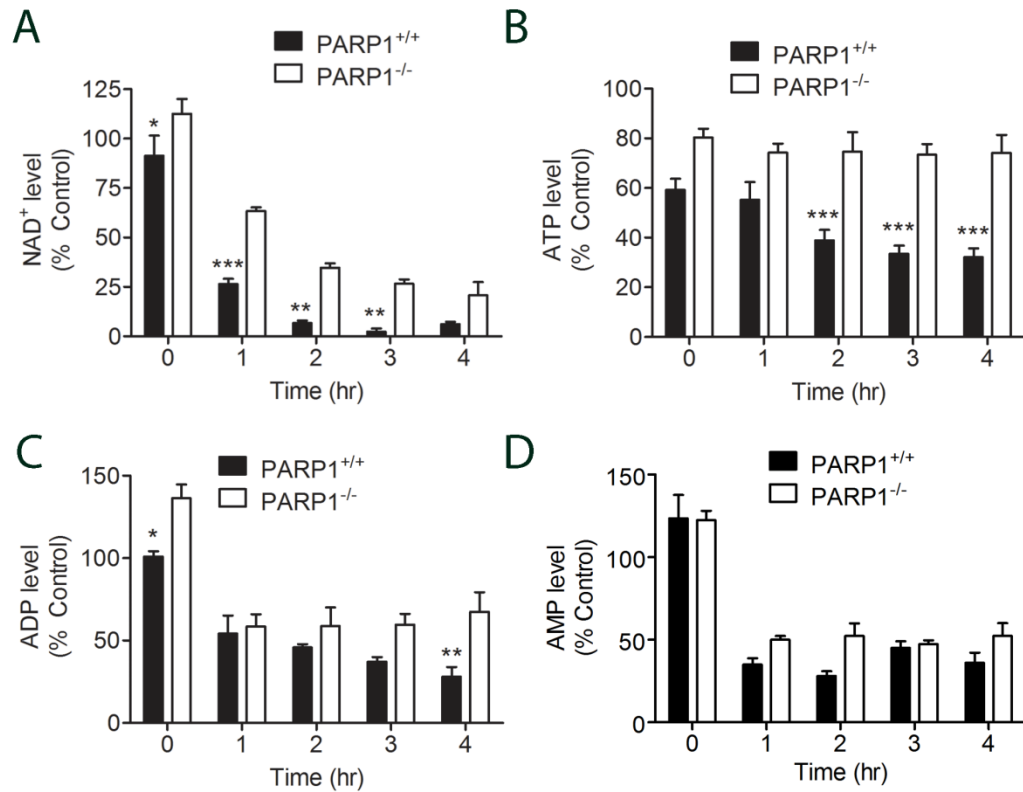 A
PARP1+/+
PARP1-/-
NAD+ level
(% Control)
125
100
75
50
25
0
*
***
**
**
0 1 2 3 4
Time (hr)
B
PARP1+/+
PARP1-/-
ATP level
(% Control)
100
80
60
40
20
0
***
***
***
0 1 2 3 4
Time (hr)
C
PARP1+/+
PARP1-/-
ADP level
(% Control)
150
100
50
0
*
**
0 1 2 3 4
Time (hr)
D
PARP1+/+
PARP1-/-
AMP level
(% Control)
150
100
50
0
0 1 2 3 4
Time (hr)